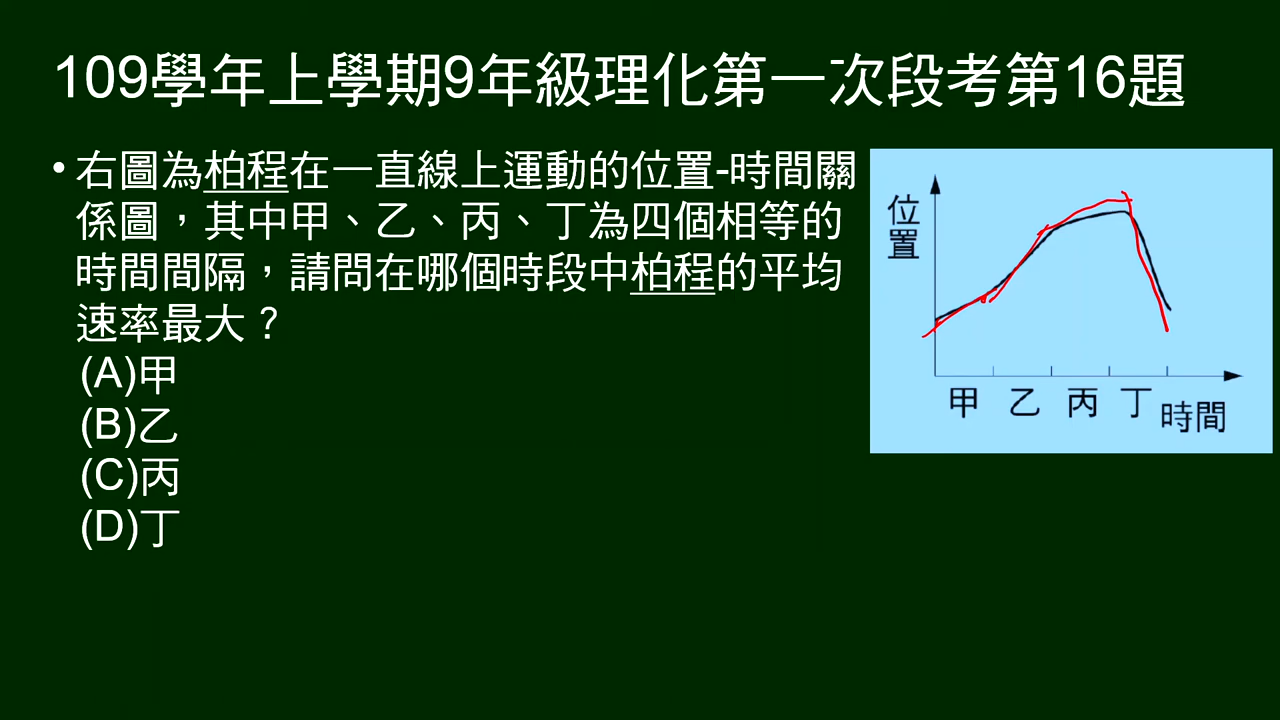 109學年上學期9年級理化第一次段考第16題
•右圖為柏程在一直線上運動的位置-時間關
係圖，其中甲、乙、丙、丁為四個相等的
時間間隔，請問在哪個時段中柏程的平均
速率最大？
(A)甲
(B)乙
(C)丙
(D)丁
位置
甲 乙 丙 丁 時間